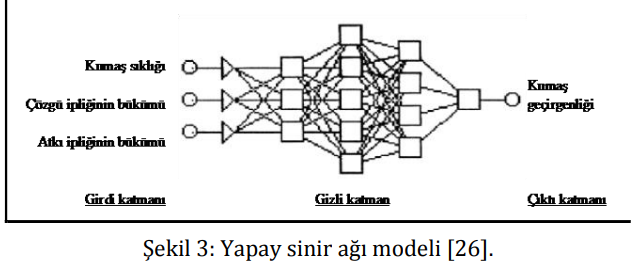 Kumaş sıklığı
Çözgü ipliğinin bükümü
Atkı ipliğinin bükümü
Kumaş
geçirgenliği
Girdi katmanı
Gizli katman
Çıktı katmanı
Şekil 3: Yapay sinir ağı modeli [26].